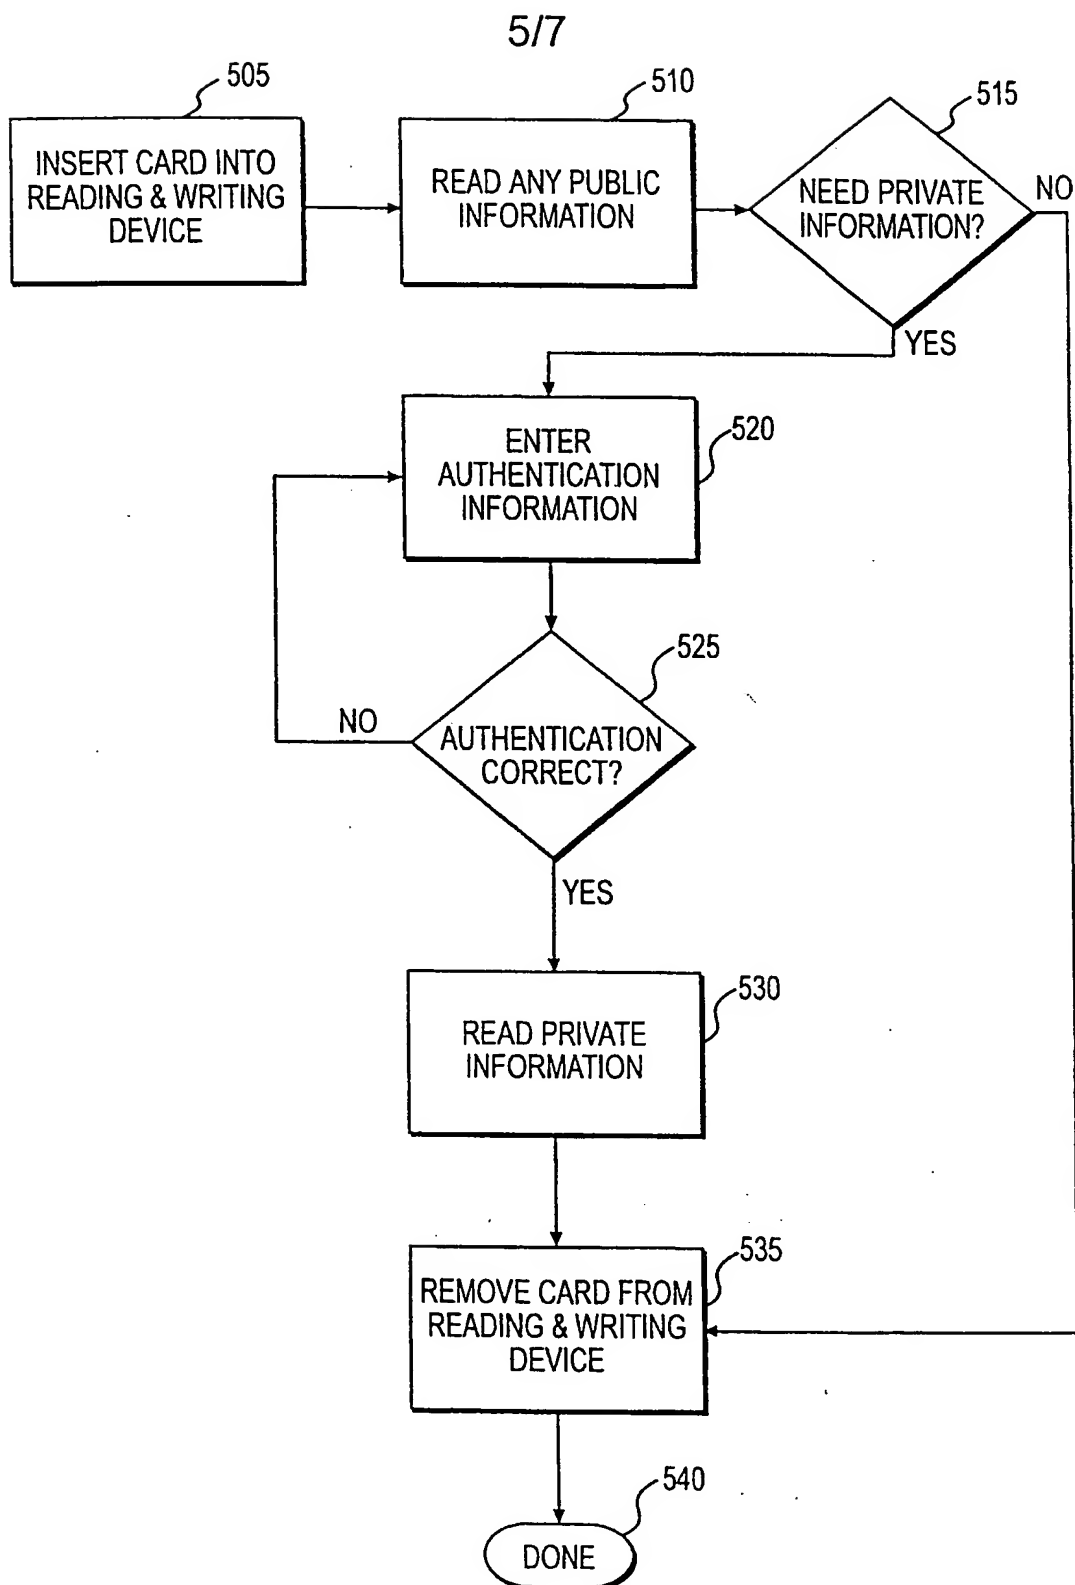 5/7
505
INSERT CARD INTO
READING & WRITING
DEVICE
510
READ ANY PUBLIC
INFORMATION
515
NEED PRIVATE
INFORMATION?
NO
YES
520
ENTER
AUTHENTICATION
INFORMATION
525
AUTHENTICATION
CORRECT?
NO
YES
530
READ PRIVATE
INFORMATION
535
REMOVE CARD FROM
READING & WRITING
DEVICE
540
DONE